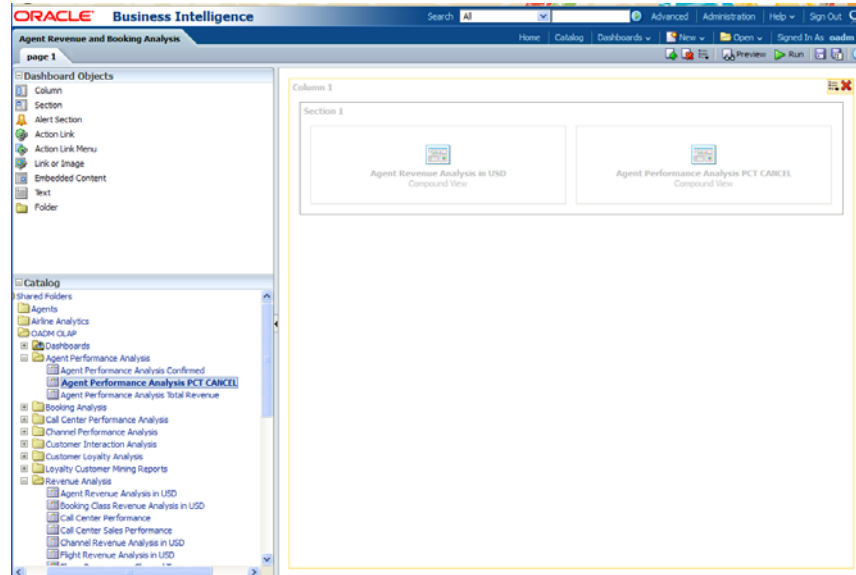 ORACLE Business Intelligence
Search All Advanced Administration Help Sign Out
Agent Revenue and Booking Analysis
Home Catalog Dashboards New Open Signed In As oadm
page 1
Preview Run
Dashboard Objects
Column
Section
Alert Section
Action Link
Action Link Menu
Link or Image
Embedded Content
Text
Folder
Column 1
Section 1
Agent Revenue Analysis in USD
Compound View
Agent Performance Analysis PCT CANCEL
Compound View
Catalog
Shared Folders
Agents
Airline Analytics
OADM OLAP
Dashboards
Agent Performance Analysis
Agent Performance Analysis Confirmed
Agent Performance Analysis PCT CANCEL
Agent Performance Analysis Total Revenue
Booking Analysis
Call Center Performance Analysis
Channel Performance Analysis
Customer Interaction Analysis
Customer Loyalty Analysis
Loyalty Customer Mining Reports
Revenue Analysis
Agent Revenue Analysis in USD
Booking Class Revenue Analysis in USD
Call Center Performance
Call Center Sales Performance
Channel Revenue Analysis in USD
Flight Revenue Analysis in USD